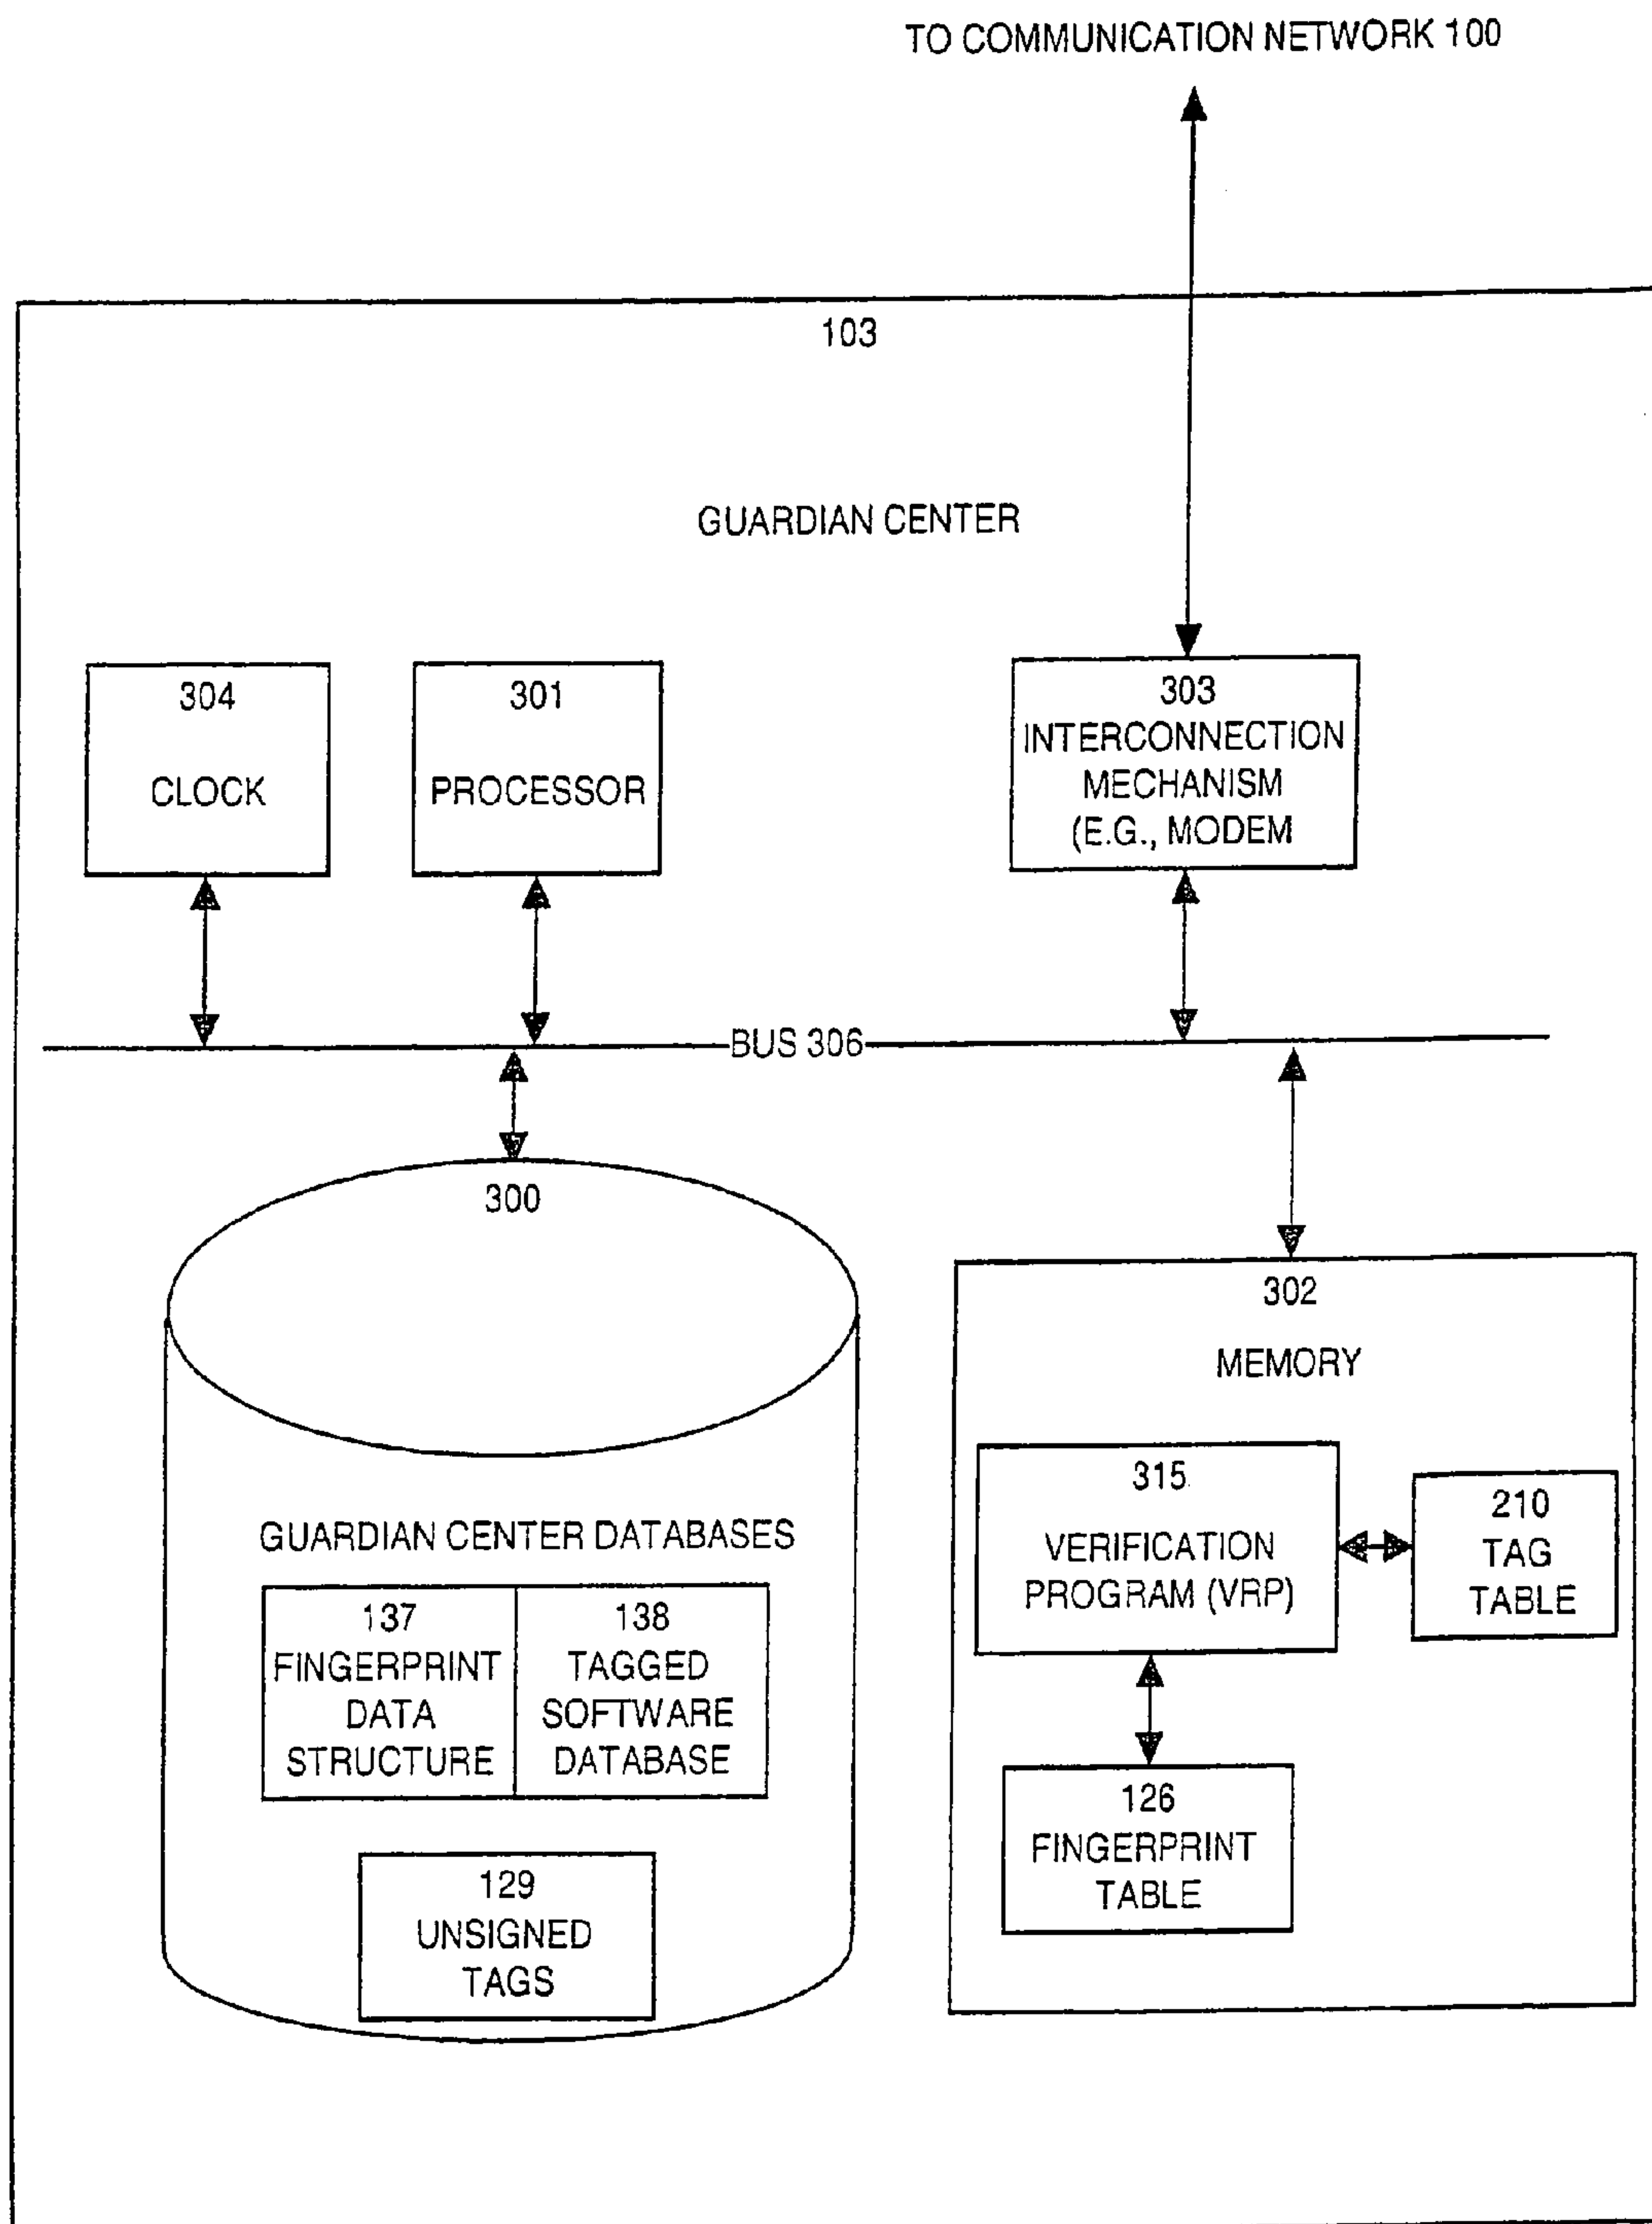 TO COMMUNICATION NETWORK 100
103
GUARDIAN CENTER
304
CLOCK
301
PROCESSOR
303
INTERCONNECTION
MECHANISM
(E.G., MODEM
BUS 306
300
GUARDIAN CENTER DATABASES
137
FINGERPRINT
DATA
STRUCTURE
138
TAGGED
SOFTWARE
DATABASE
129
UNSIGNED
TAGS
302
MEMORY
315
VERIFICATION
PROGRAM (VRP)
210
TAG
TABLE
126
FINGERPRINT
TABLE